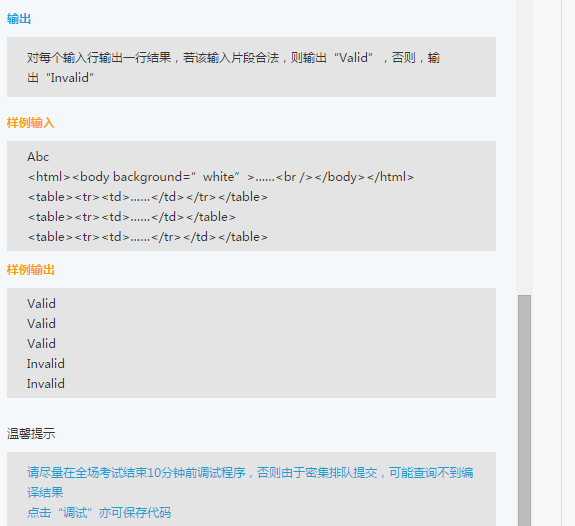 输出
对每个输入行输出一行结果，若该输入片段合法，则输出“Valid”，否则，输
出“Invalid”
样例输入
Abc
<html><body background=”white”>......<br /></body></html>
<table><tr><td>......</td></tr></table>
<table><tr><td>......</td></table>
<table><tr><td>......</tr></td></table>
样例输出
Valid
Valid
Valid
Invalid
Invalid
温馨提示
请尽量在全场考试结束10分钟前调试程序，否则由于密集排队提交，可能查询不到编
译结果
点击“调试”亦可保存代码